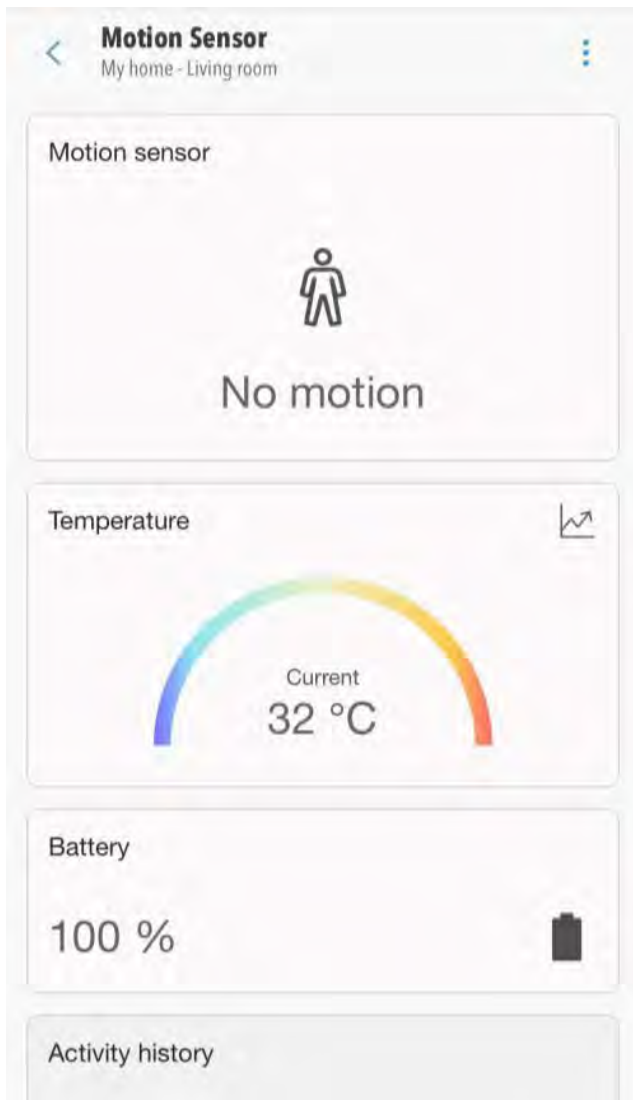 Motion Sensor
My home - Living room
Motion sensor
No motion
Temperature
Current
32 °C
Battery
100 %
Activity history